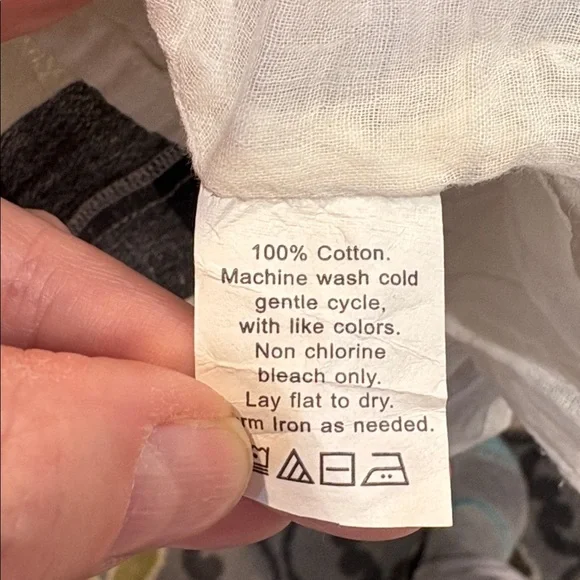 100% Cotton.
Machine wash cold
gentle cycle,
with like colors.
Non chlorine
bleach only.
Lay flat to dry.
Iron as needed.